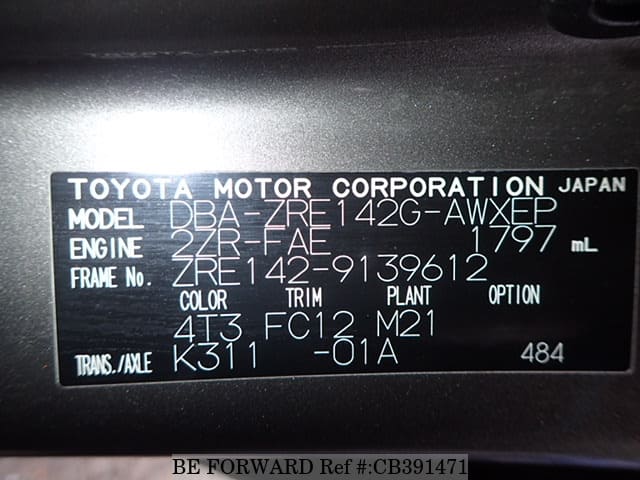 TOYOTA MOTOR CORPORATION JAPAN
MODEL DBA-ZRE142G-AWXEP
ENGINE 2ZR-FAE 1797 mL
FRAME No. ZRE142-9139612
COLOR TRIM PLANT OPTION
4T3 FC12 M21
TRANS./AXLE K311 -01A 484
BE FORWARD Ref #:CB391471